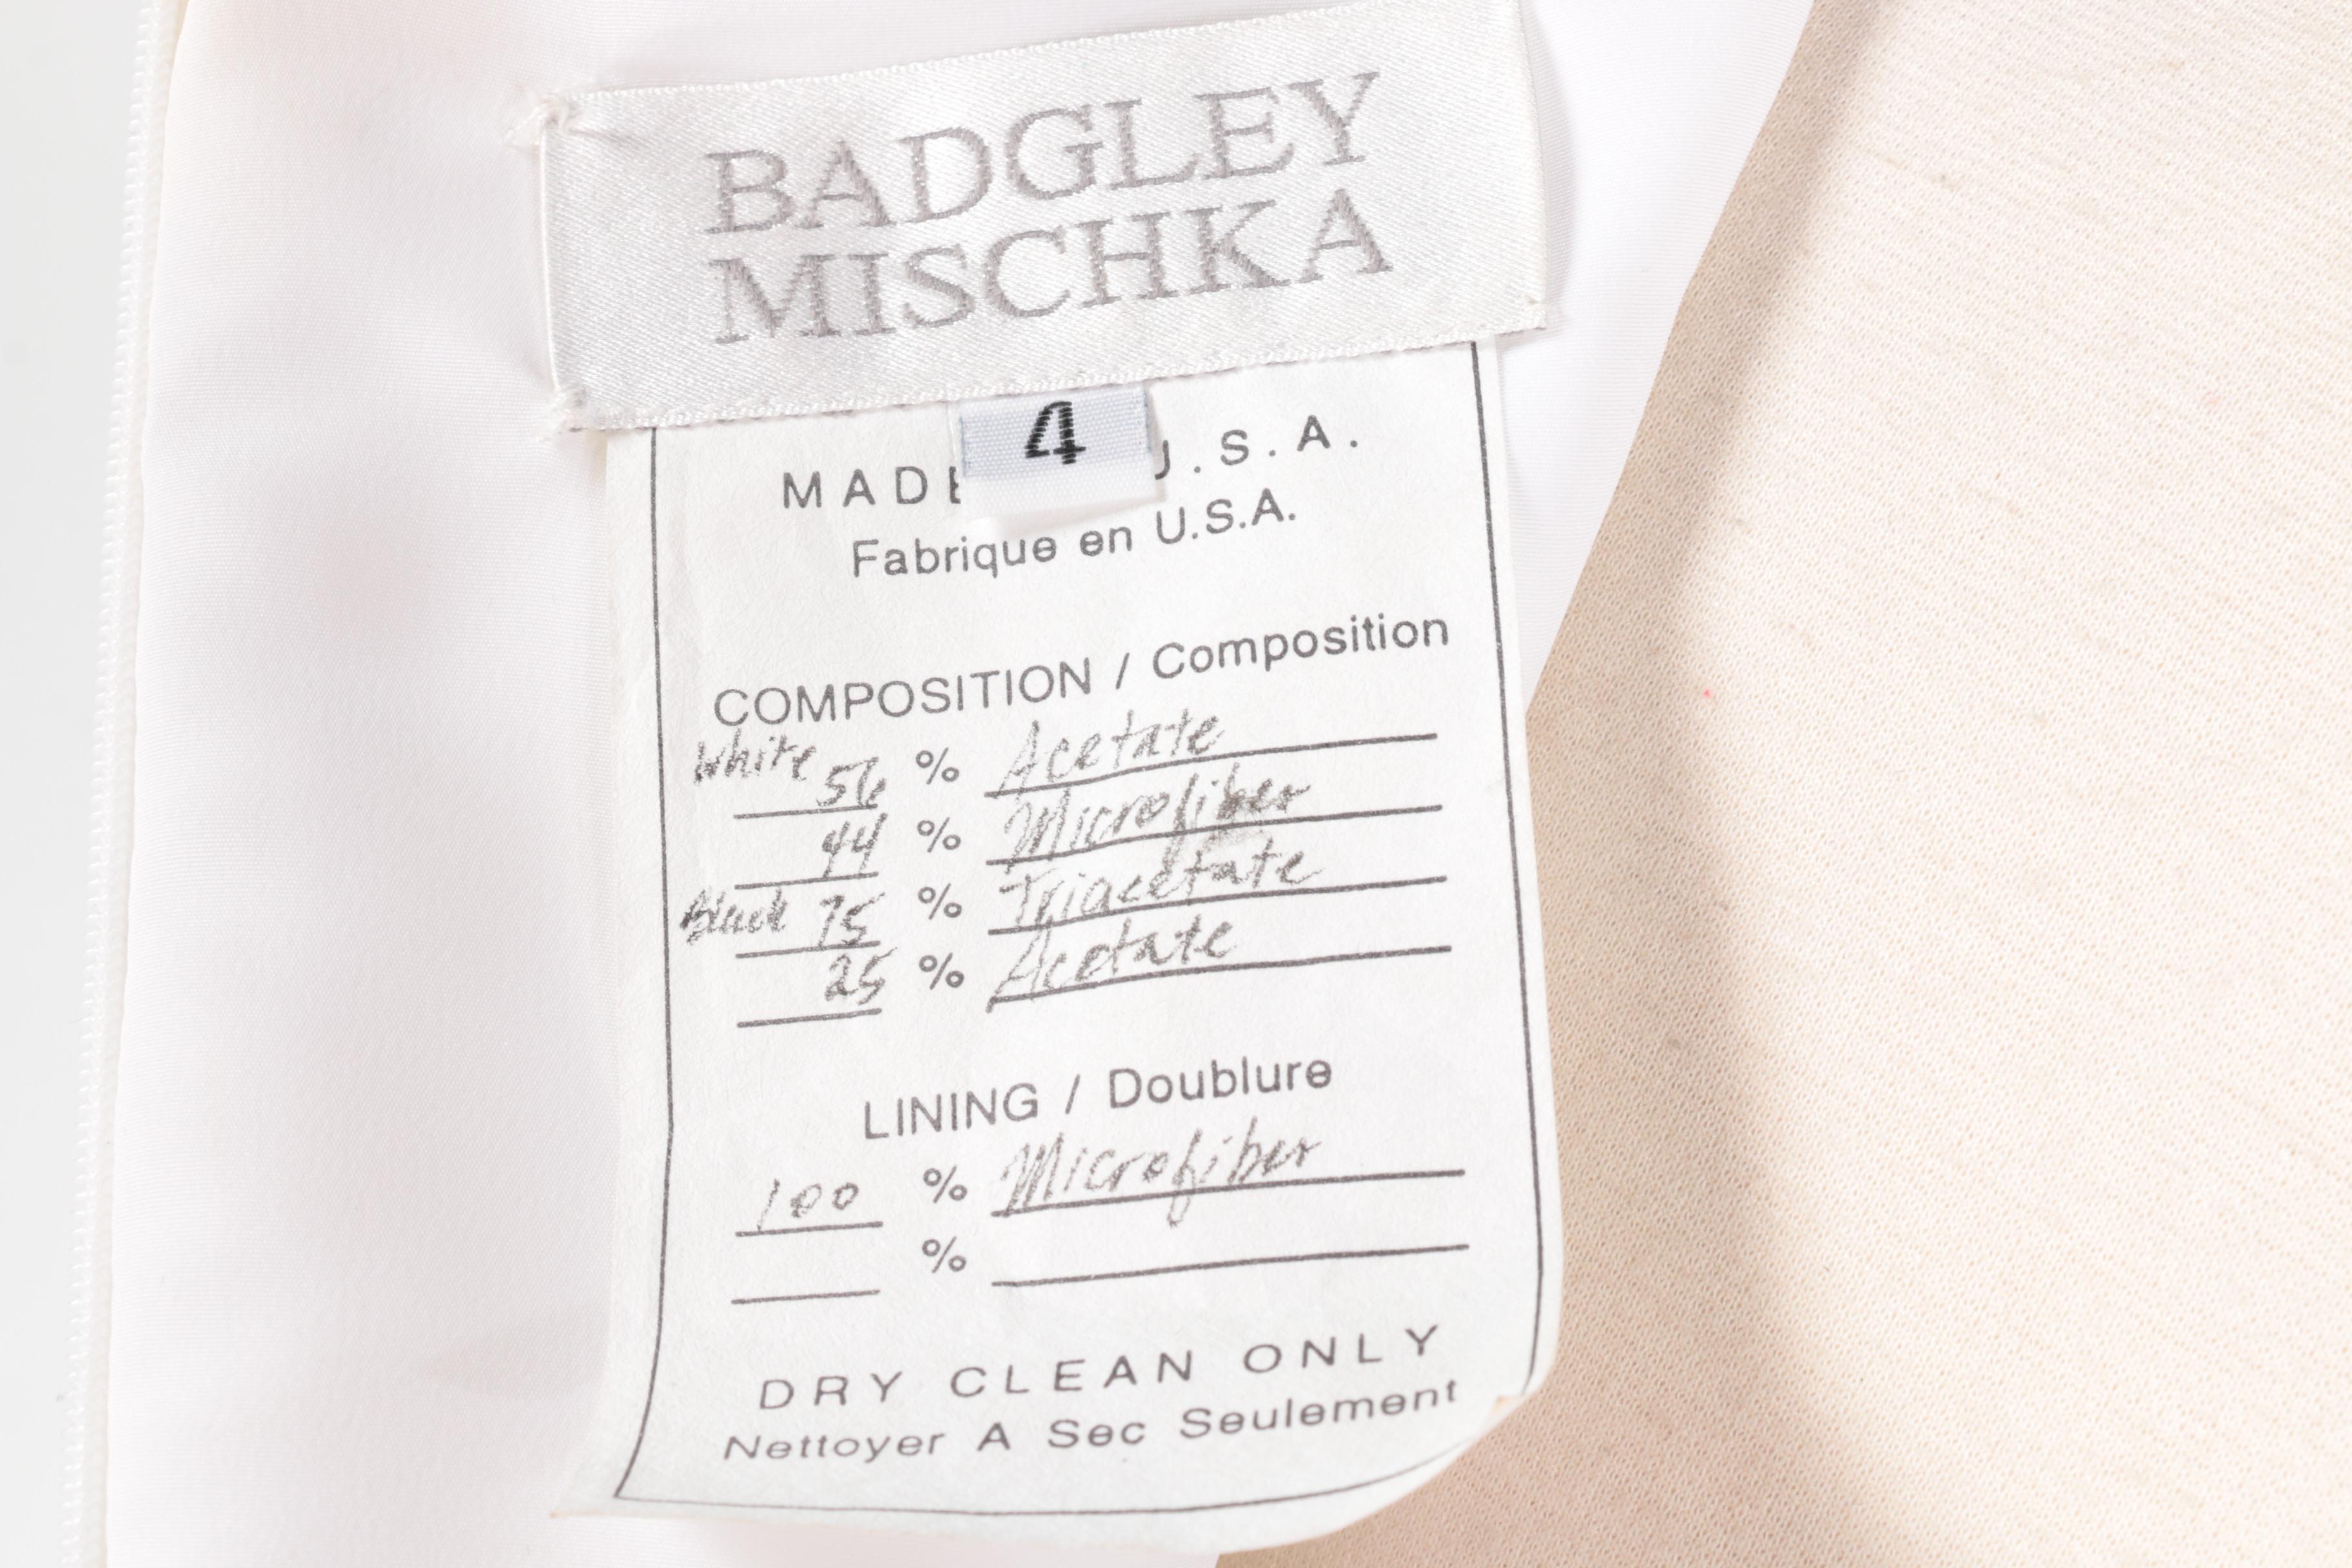 BADGLEY
MISCHKA
4
MADE U.S.A.
Fabrique en U.S.A.
COMPOSITION / Composition
White 56 % Acetate
44 % Microfiber
Black 75 % Triacetate
25 % Acetate
LINING / Doublure
100 % Microfiber
%
DRY CLEAN ONLY
Nettoyer A Sec Seulement